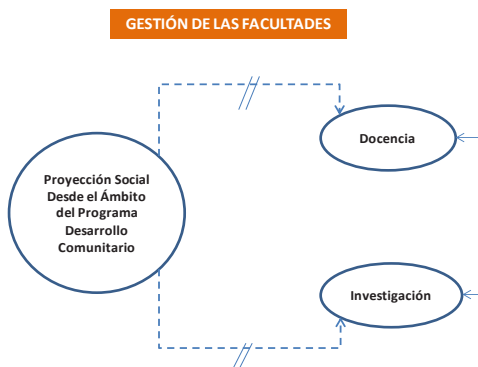 GESTIÓN DE LAS FACULTADES
Docencia
Proyección Social
Desde el Ámbito
del Programa
Desarrollo
Comunitario
Investigación